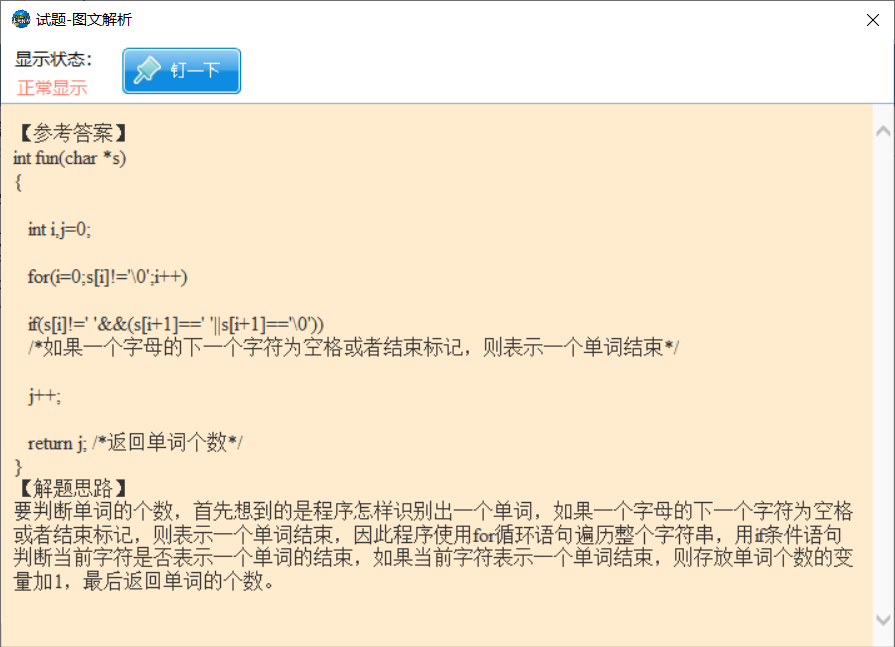 试题-图文解析
显示状态：
钉一下
正常显示
【参考答案】
int fun(char *s)
{
int i,j=0;
for(i=0;s[i]!='\0';i++)
if(s[i]!=' '&&(s[i+1]==' '||s[i+1]=='\0'))
/*如果一个字母的下一个字符为空格或者结束标记，则表示一个单词结束*/
j++;
return j; /*返回单词个数*/
}
【解题思路】
要判断单词的个数，首先想到的是程序怎样识别出一个单词，如果一个字母的下一个字符为空格
或者结束标记，则表示一个单词结束，因此程序使用for循环语句遍历整个字符串，用if条件语句
判断当前字符是否表示一个单词的结束，如果当前字符表示一个单词结束，则存放单词个数的变
量加1，最后返回单词的个数。